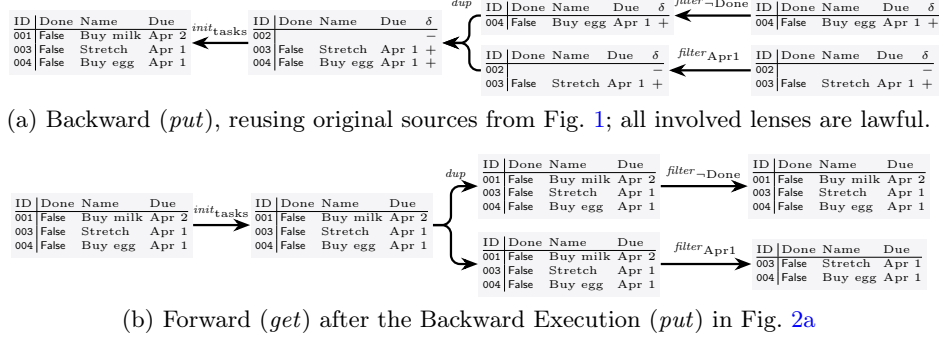 dup
filter¬Done
ID Done Name Due δ
004 False Buy egg Apr 1 +
ID Done Name Due δ
004 False Buy egg Apr 1 +
ID Done Name Due
001 False Buy milk Apr 2
003 False Stretch Apr 1
004 False Buy egg Apr 1
init tasks
ID Done Name Due δ
002 −
003 False Stretch Apr 1 +
004 False Buy egg Apr 1 +
ID Done Name Due δ
002 −
003 False Stretch Apr 1 +
filter Apr1
ID Done Name Due δ
002 −
003 False Stretch Apr 1 +
(a) Backward (put), reusing original sources from Fig. 1; all involved lenses are lawful.
ID Done Name Due
001 False Buy milk Apr 2
003 False Stretch Apr 1
004 False Buy egg Apr 1
init tasks
ID Done Name Due
001 False Buy milk Apr 2
003 False Stretch Apr 1
004 False Buy egg Apr 1
dup
ID Done Name Due
001 False Buy milk Apr 2
003 False Stretch Apr 1
004 False Buy egg Apr 1
filter¬Done
ID Done Name Due
001 False Buy milk Apr 2
003 False Stretch Apr 1
004 False Buy egg Apr 1
ID Done Name Due
001 False Buy milk Apr 2
003 False Stretch Apr 1
004 False Buy egg Apr 1
filter Apr1
ID Done Name Due
003 False Stretch Apr 1
004 False Buy egg Apr 1
(b) Forward (get) after the Backward Execution (put) in Fig. 2a